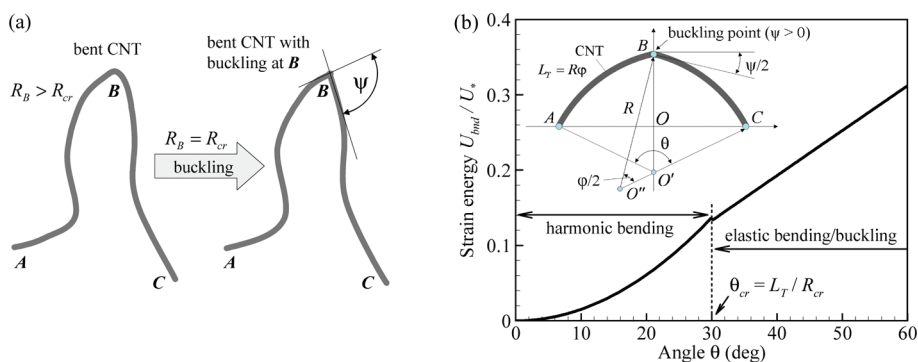 (a)
bent CNT
R_B > R_cr
B
A
C
R_B = R_cr
buckling
bent CNT with
buckling at B
B
ψ
A
C
(b)
Strain energy U_bnd / U_*
0.4
0.3
0.2
0.1
0
0 10 20 30 40 50 60
Angle θ (deg)
buckling point (ψ > 0)
B
CNT
L_T = Rφ
ψ/2
R
A
O
C
θ
φ/2
O'
O''
harmonic bending
elastic bending/buckling
θ_cr = L_T / R_cr